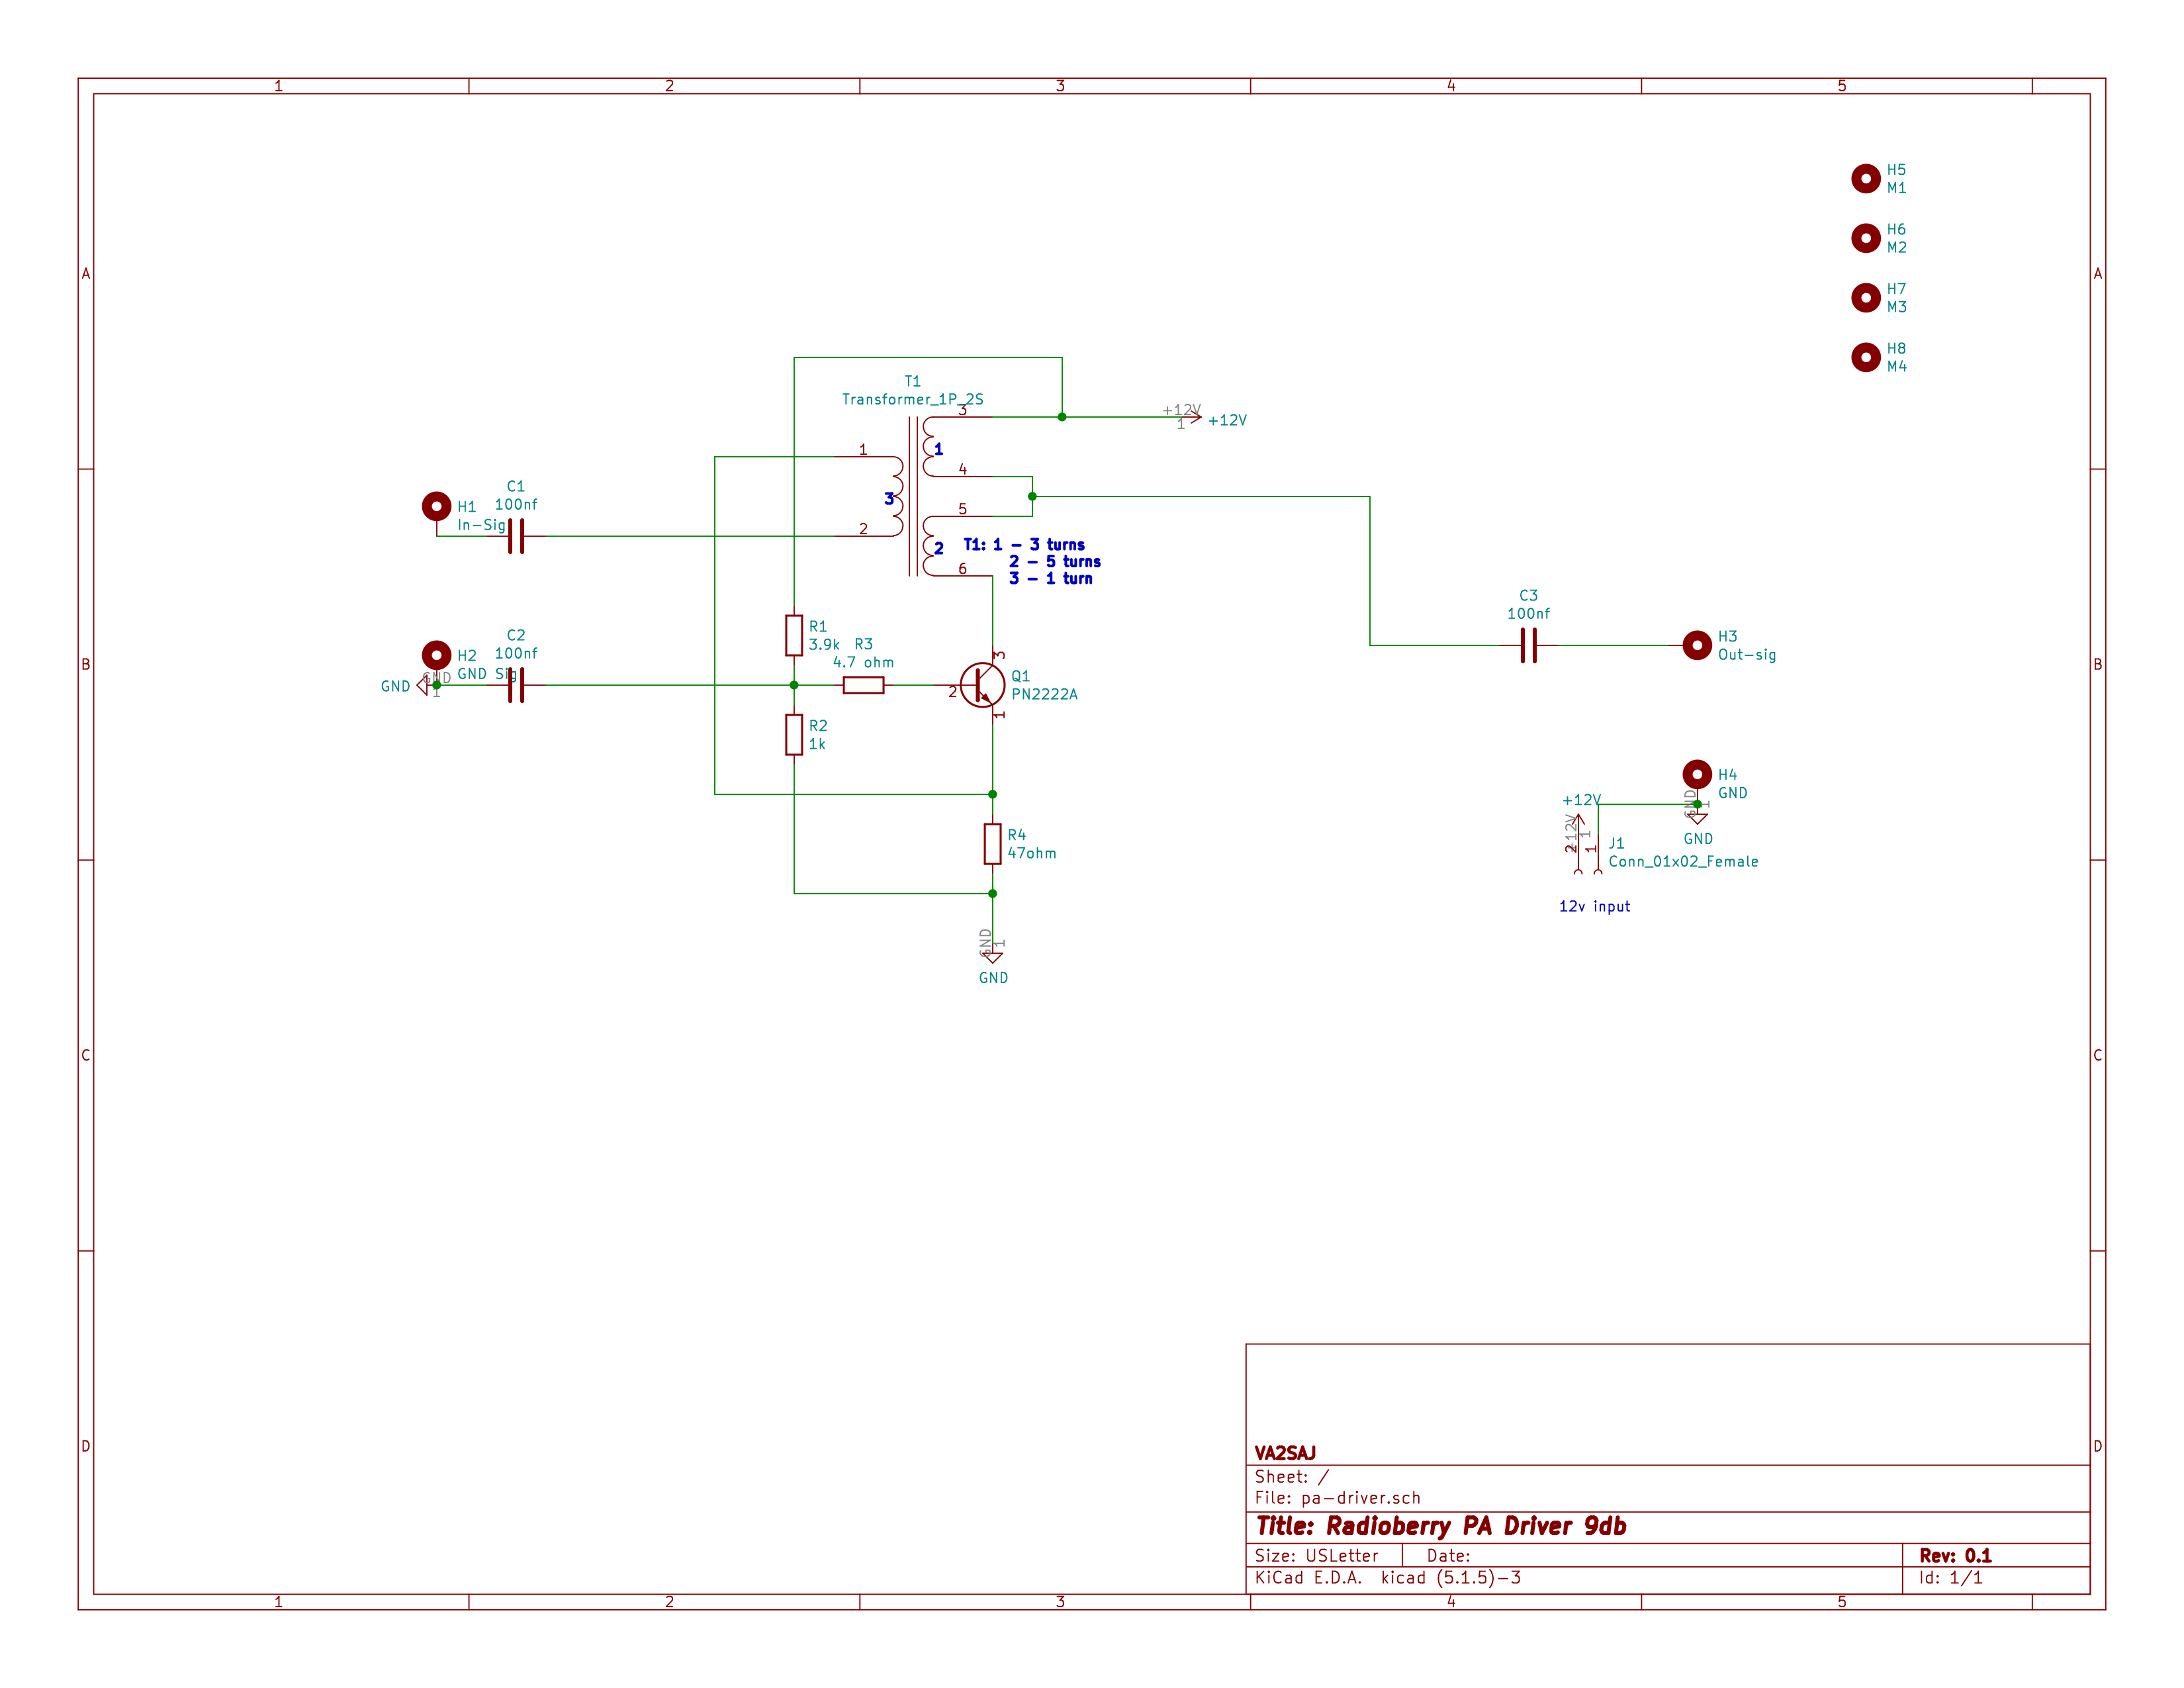 1 2 3 4 5
H5
M1
H6
M2
A A
H7
M3
H8
M4
T1
Transformer_1P_2S
3
+12V
1
+12V
1
1
4
C1
100nf
3
5
H1
In-Sig
2
2
T1: 1 - 3 turns
2 - 5 turns
3 - 1 turn
6
C3
100nf
C2
100nf
R1
3.9k
R3
4.7 ohm
3
H3
Out-sig
B B
H2
GND Sig
GND
1
GND
2
Q1
PN2222A
1
R2
1k
H4
GND
+12V
GND
1
+12V
1
GND
R4
47ohm
2
1
J1
Conn_01x02_Female
12v input
GND
1
GND
C C
D D
VA2SAJ
Sheet: /
File: pa-driver.sch
Title: Radioberry PA Driver 9db
Size: USLetter Date: Rev: 0.1
KiCad E.D.A. kicad (5.1.5)-3 Id: 1/1
1 2 3 4 5